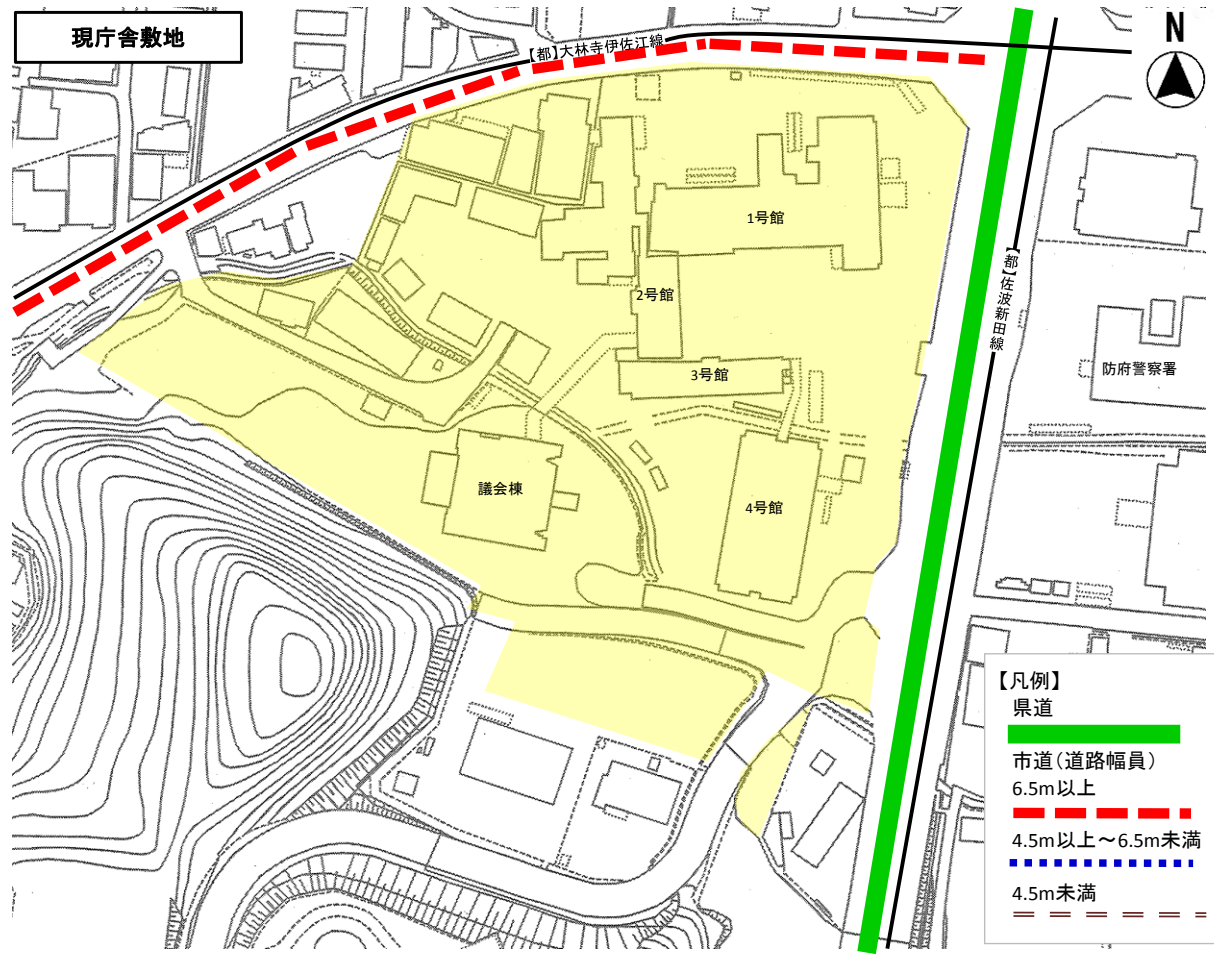 現庁舎敷地
【都】大林寺伊佐江線
N
1号館
【都】佐波新田線
2号館
防府警察署
3号館
議会棟
4号館
【凡例】
県道
市道（道路幅員）
6.5m以上
4.5m以上～6.5m未満
4.5m未満